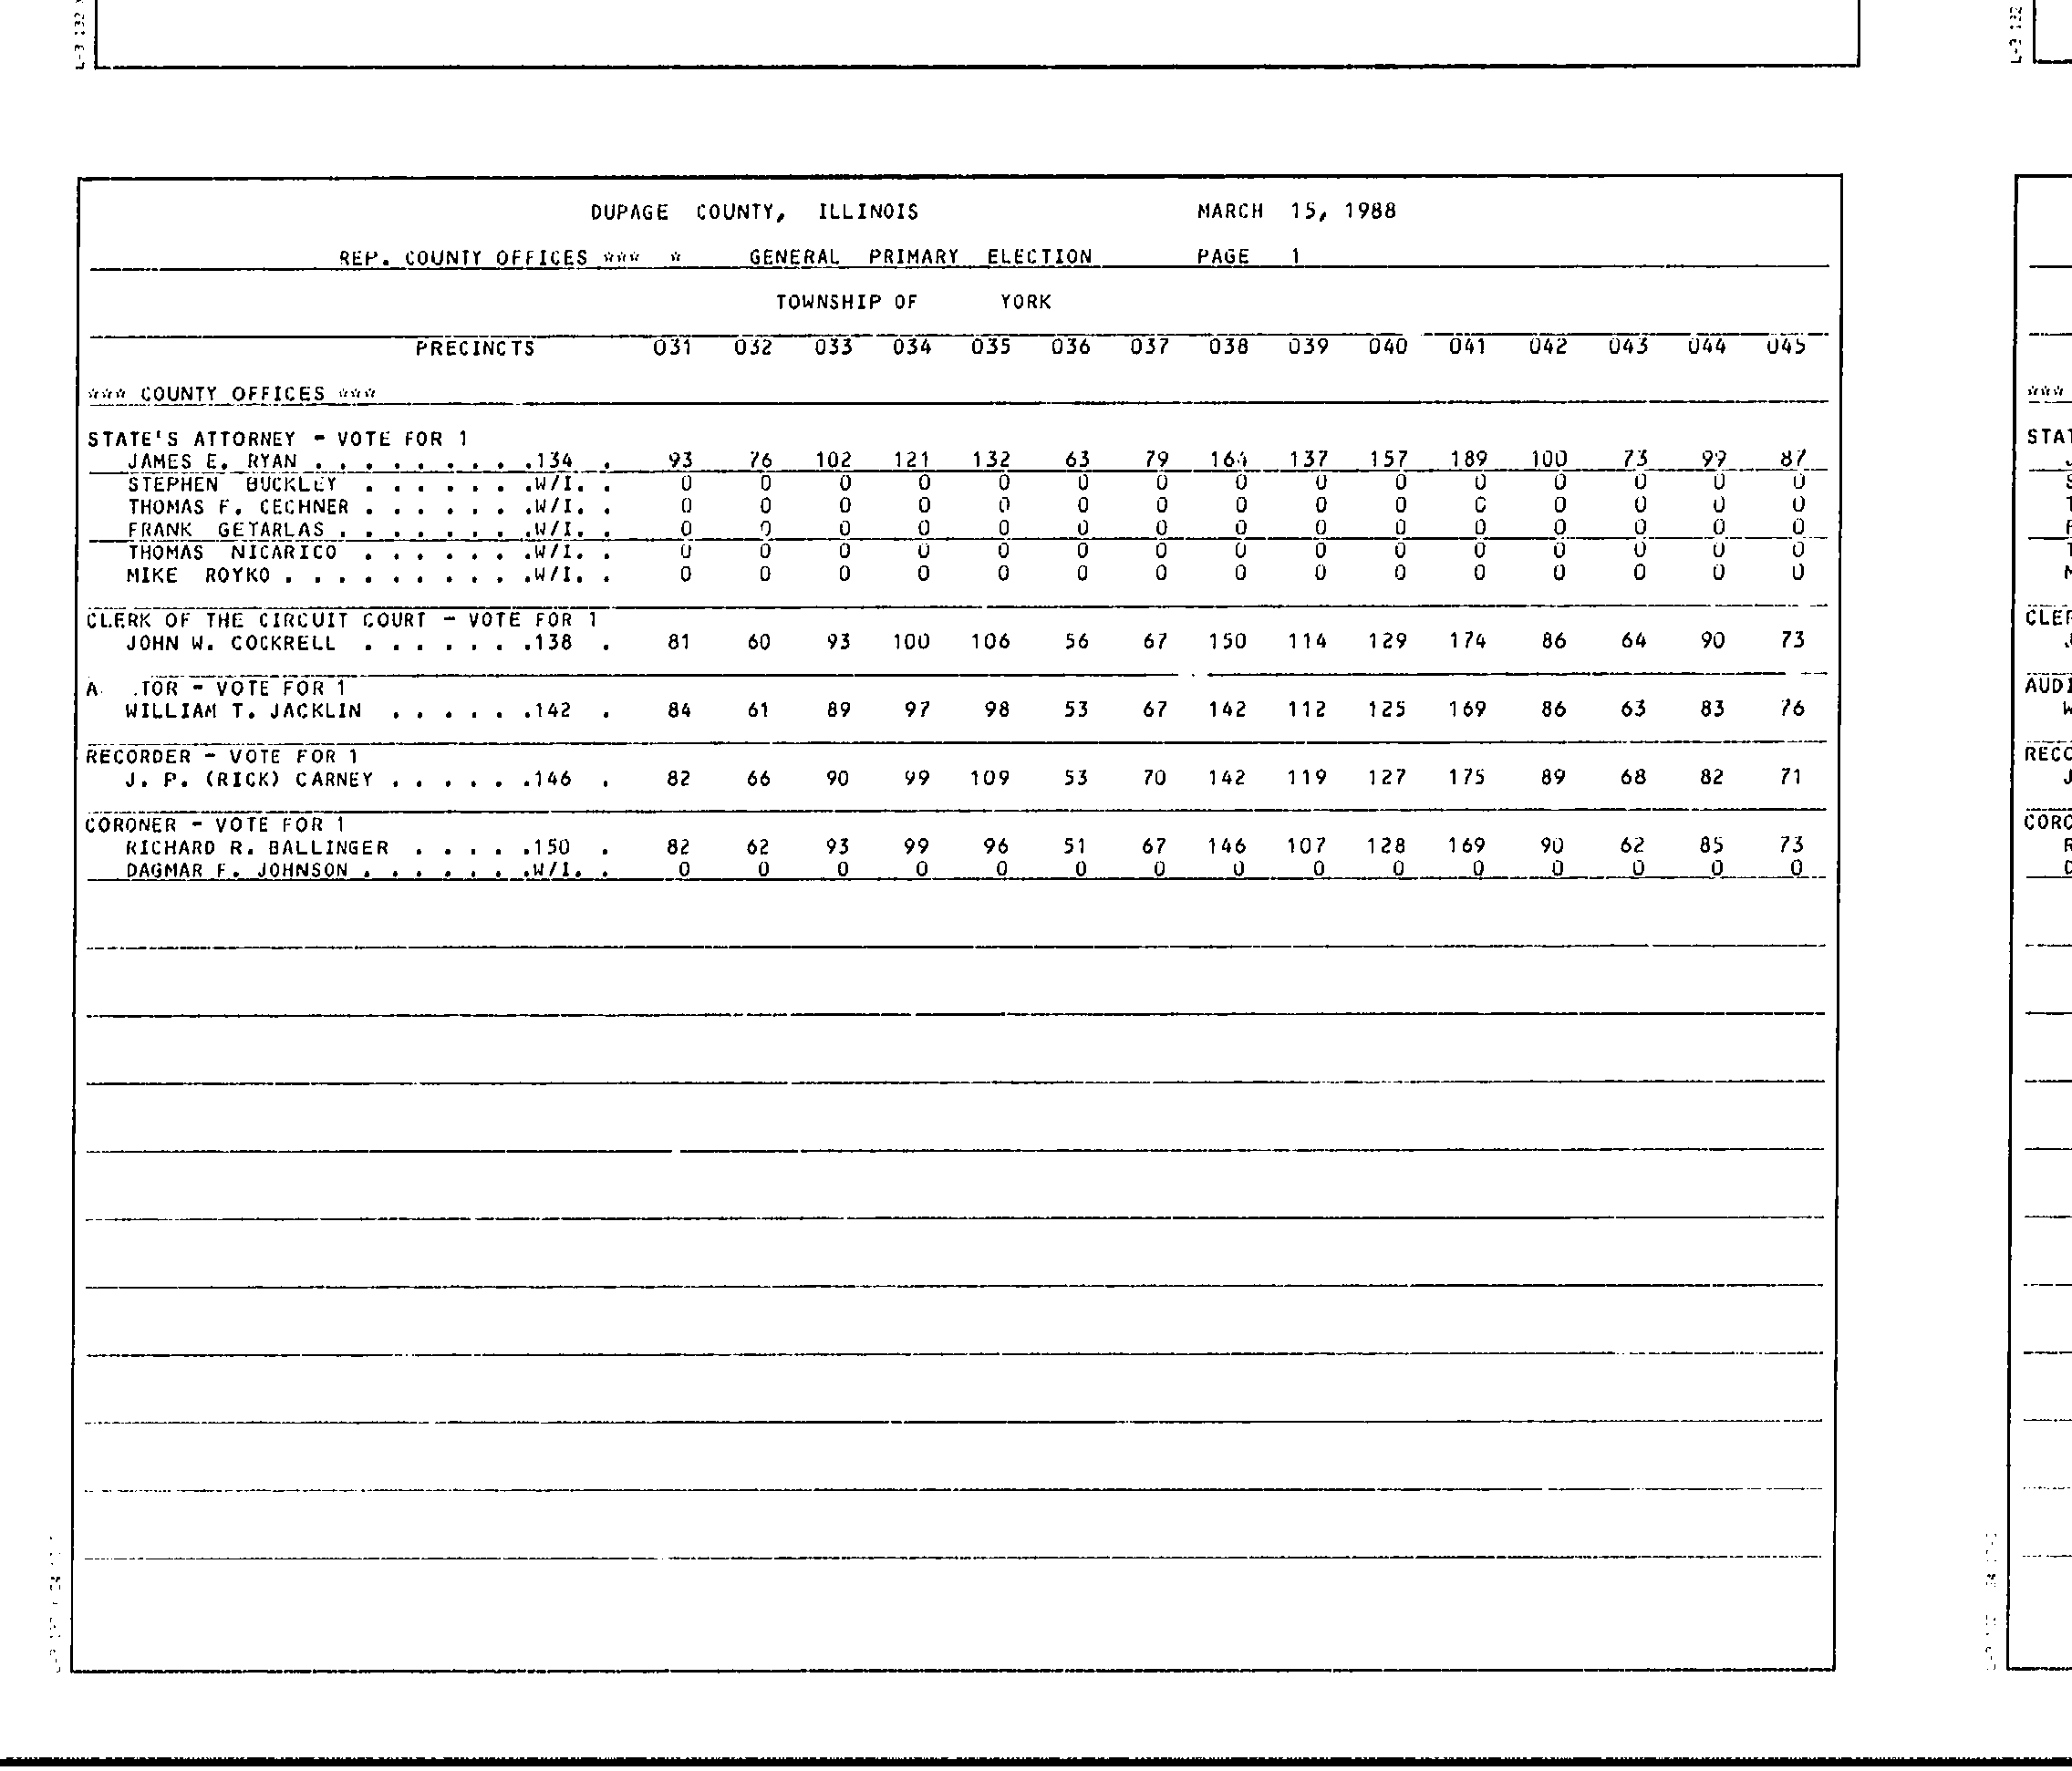 L-3 132
DUPAGE COUNTY, ILLINOIS MARCH 15, 1988
REP. COUNTY OFFICES *** * GENERAL PRIMARY ELECTION PAGE 1
TOWNSHIP OF YORK
PRECINCTS 031 032 033 034 035 036 037 038 039 040 041 042 043 044 045
*** COUNTY OFFICES ***
STATE'S ATTORNEY - VOTE FOR 1
JAMES E. RYAN . . . . . . . . .134 . 93 76 102 121 132 63 79 164 137 157 189 100 73 99 87
STEPHEN BUCKLEY . . . . . . .W/I. . 0 0 0 0 0 0 0 0 0 0 0 0 0 0 0
THOMAS F. CECHNER . . . . . . .W/I. . 0 0 0 0 0 0 0 0 0 0 0 0 0 0 0
FRANK GETARLAS . . . . . . . .W/I. . 0 0 0 0 0 0 0 0 0 0 0 0 0 0 0
THOMAS NICARICO . . . . . . .W/I. . 0 0 0 0 0 0 0 0 0 0 0 0 0 0 0
MIKE ROYKO . . . . . . . . . .W/I. . 0 0 0 0 0 0 0 0 0 0 0 0 0 0 0
CLERK OF THE CIRCUIT COURT - VOTE FOR 1
JOHN W. COCKRELL . . . . . . .138 . 81 60 93 100 106 56 67 150 114 129 174 86 64 90 73
A TOR - VOTE FOR 1
WILLIAM T. JACKLIN . . . . . .142 . 84 61 89 97 98 53 67 142 112 125 169 86 63 83 76
RECORDER - VOTE FOR 1
J. P. (RICK) CARNEY . . . . . .146 . 82 66 90 99 109 53 70 142 119 127 175 89 68 82 71
CORONER - VOTE FOR 1
RICHARD R. BALLINGER . . . . .150 . 82 62 93 99 96 51 67 146 107 128 169 90 62 85 73
DAGMAR F. JOHNSON . . . . . . .W/I. . 0 0 0 0 0 0 0 0 0 0 0 0 0 0 0
L-3 132
***
STAT
CLER
AUDI
RECO
CORO